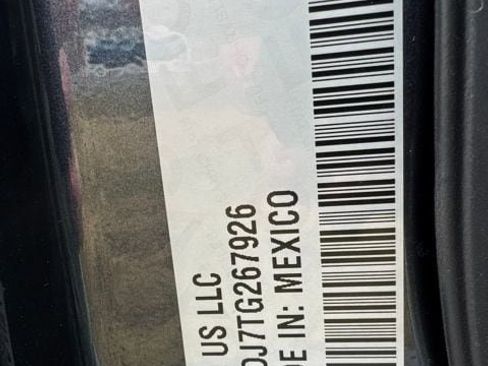 US LLC
DJ7TG267926
DE IN: MEXICO